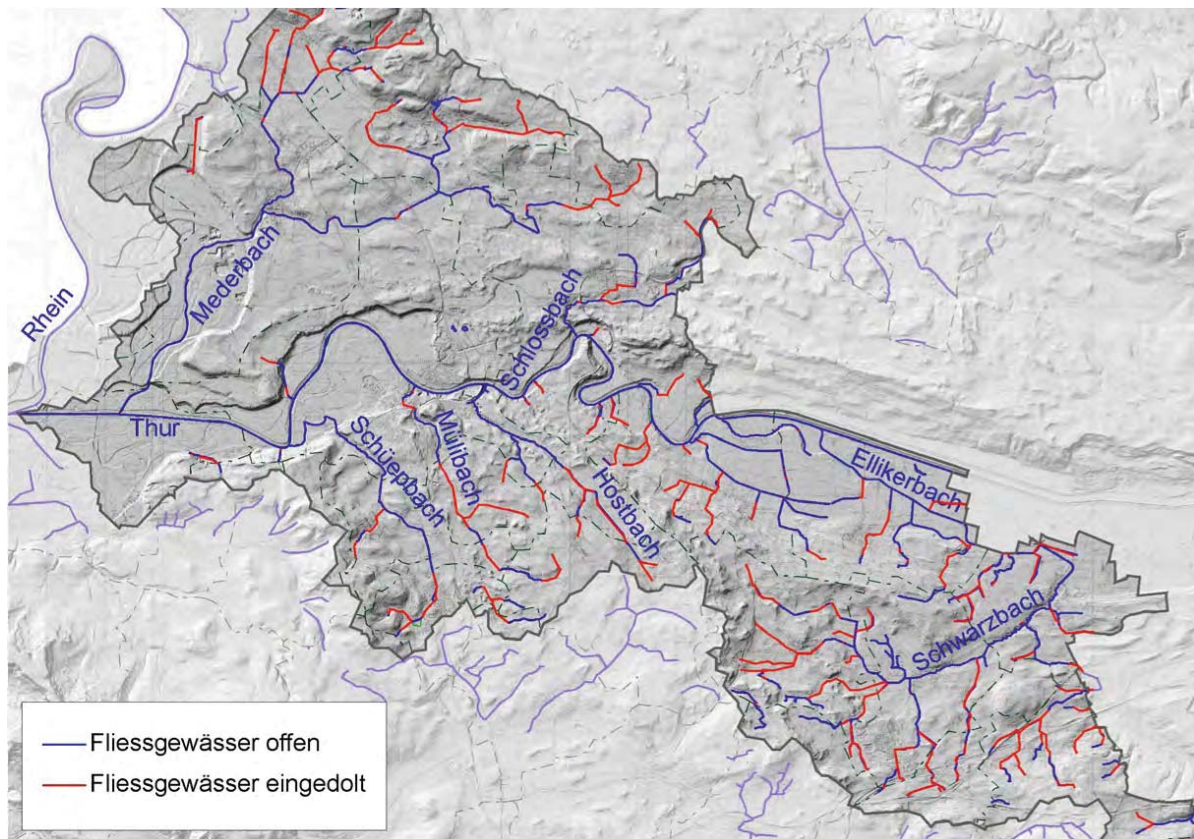 Rhein
Mederbach
Thur
Schlossbach
Schüepbach
Mülibach
Hostbach
Ellikerbach
Schwarzbach
Fliessgewässer offen
Fliessgewässer eingedolt